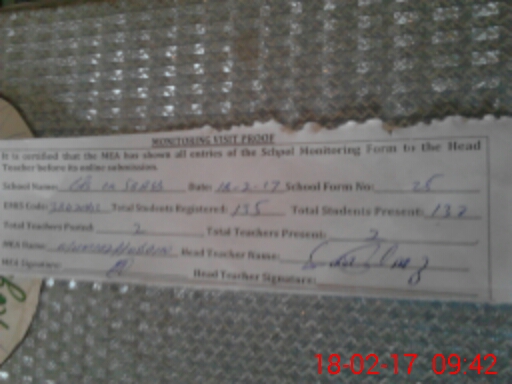 MONITORING VISIT PROOF
It is certified that the MEA has shown all entries of the School Monitoring Form to the Head
Teacher before its online submission.
School Name: Date: 18-2-17 School Form No: 25
EMIS Code: Total Students Registered: 135 Total Students Present: 132
Total Teachers Posted: 2 Total Teachers Present: 2
MEA Name: Head Teacher Name:
MEA Signature: Head Teacher Signature:
18-02-17 09:42